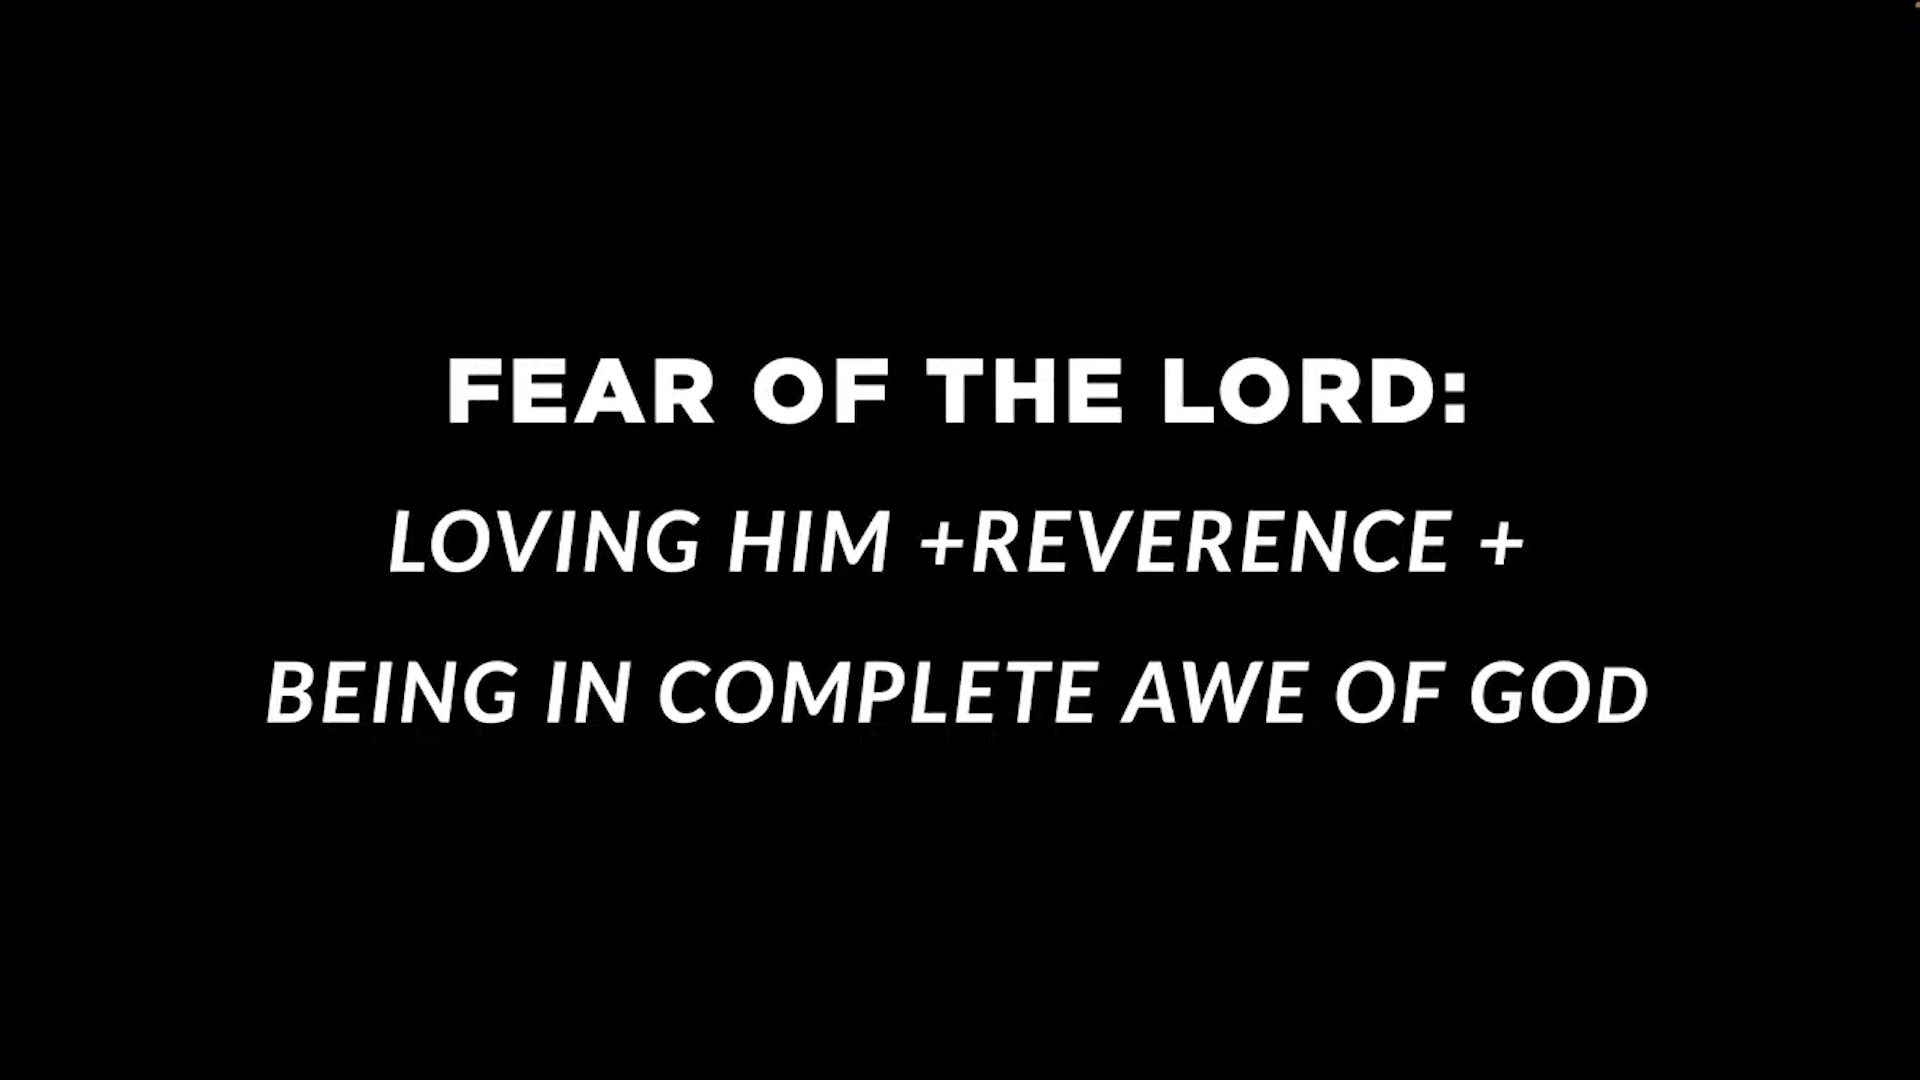 FEAR OF THE LORD:
LOVING HIM +REVERENCE +
BEING IN COMPLETE AWE OF GOD